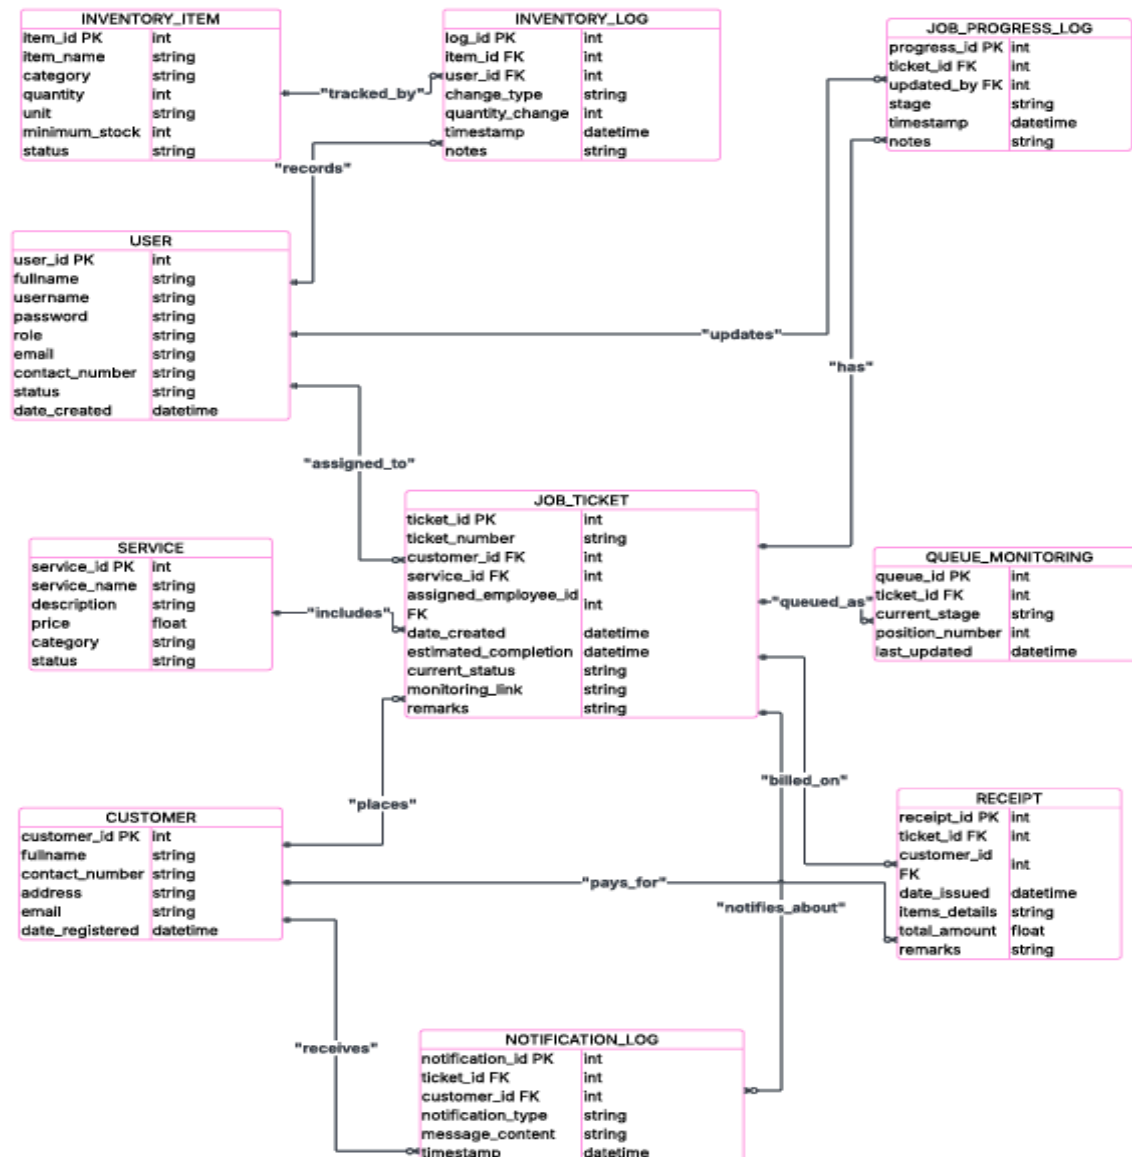 INVENTORY_ITEM
item_id PK int
item_name string
category string
quantity int
unit string
minimum_stock int
status string
"tracked_by"
INVENTORY_LOG
log_id PK int
item_id FK int
user_id FK int
change_type string
quantity_change int
timestamp datetime
notes string
JOB_PROGRESS_LOG
progress_id PK int
ticket_id FK int
updated_by FK int
stage string
timestamp datetime
notes string
"records"
USER
user_id PK int
fullname string
username string
password string
role string
email string
contact_number string
status string
date_created datetime
"updates"
"has"
"assigned_to"
JOB_TICKET
ticket_id PK int
ticket_number string
customer_id FK int
service_id FK int
assigned_employee_id
FK int
date_created datetime
estimated_completion datetime
current_status string
monitoring_link string
remarks string
SERVICE
service_id PK int
service_name string
description string
price float
category string
status string
"includes"
"queued_as"
QUEUE_MONITORING
queue_id PK int
ticket_id FK int
current_stage string
position_number int
last_updated datetime
"billed_on"
"places"
CUSTOMER
customer_id PK int
fullname string
contact_number string
address string
email string
date_registered datetime
"pays_for"
"notifies_about"
RECEIPT
receipt_id PK int
ticket_id FK int
customer_id
FK int
date_issued datetime
items_details string
total_amount float
remarks string
"receives"
NOTIFICATION_LOG
notification_id PK int
ticket_id FK int
customer_id FK int
notification_type string
message_content string
timestamp datetime